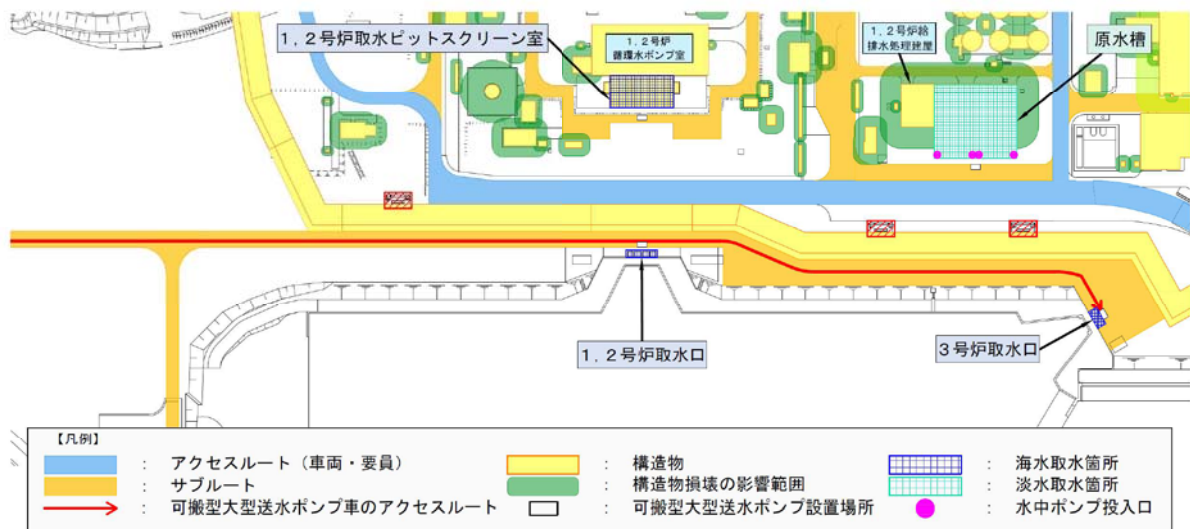 1,2号炉取水ピットスクリーン室
1,2号炉
循環水ポンプ室
1,2号炉給
排水処理建屋
原水槽
1,2号炉取水口
3号炉取水口
【凡例】
: アクセスルート(車両・要員)
: サブルート
: 可搬型大型送水ポンプ車のアクセスルート
: 構造物
: 構造物損壊の影響範囲
: 可搬型大型送水ポンプ設置場所
: 海水取水箇所
: 淡水取水箇所
: 水中ポンプ投入口